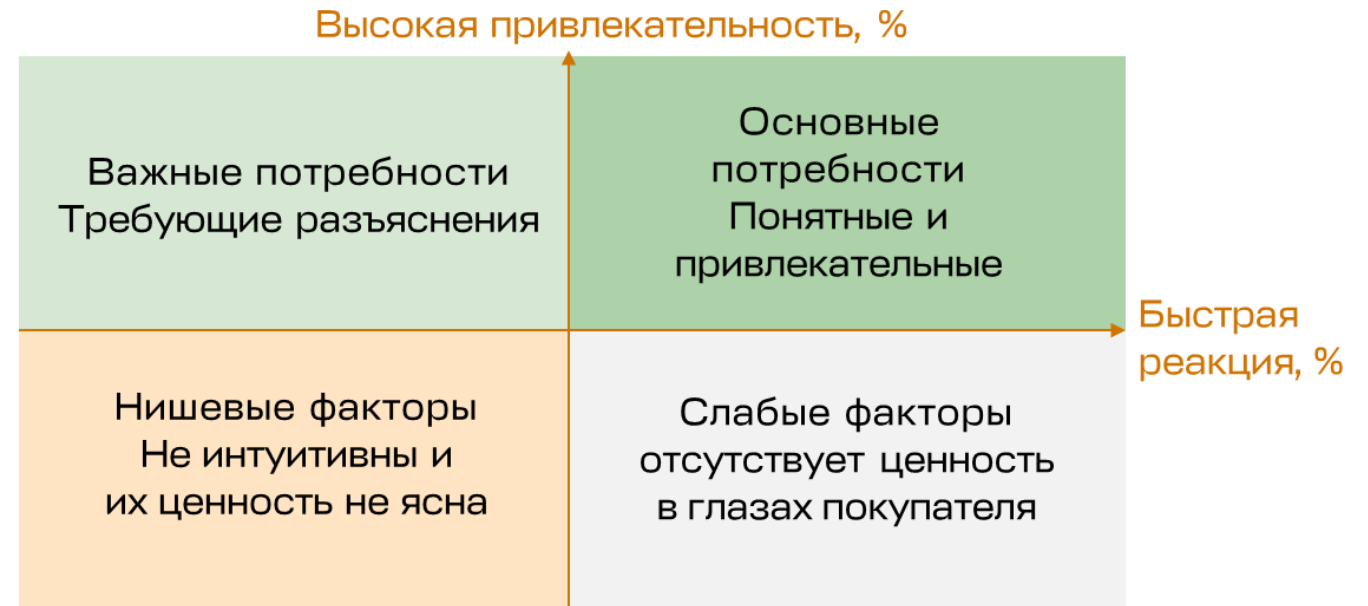 Высокая привлекательность, %
Важные потребности
Требующие разъяснения
Основные
потребности
Понятные и
привлекательные
Быстрая
реакция, %
Нишевые факторы
Не интуитивны и
их ценность не ясна
Слабые факторы
отсутствует ценность
в глазах покупателя